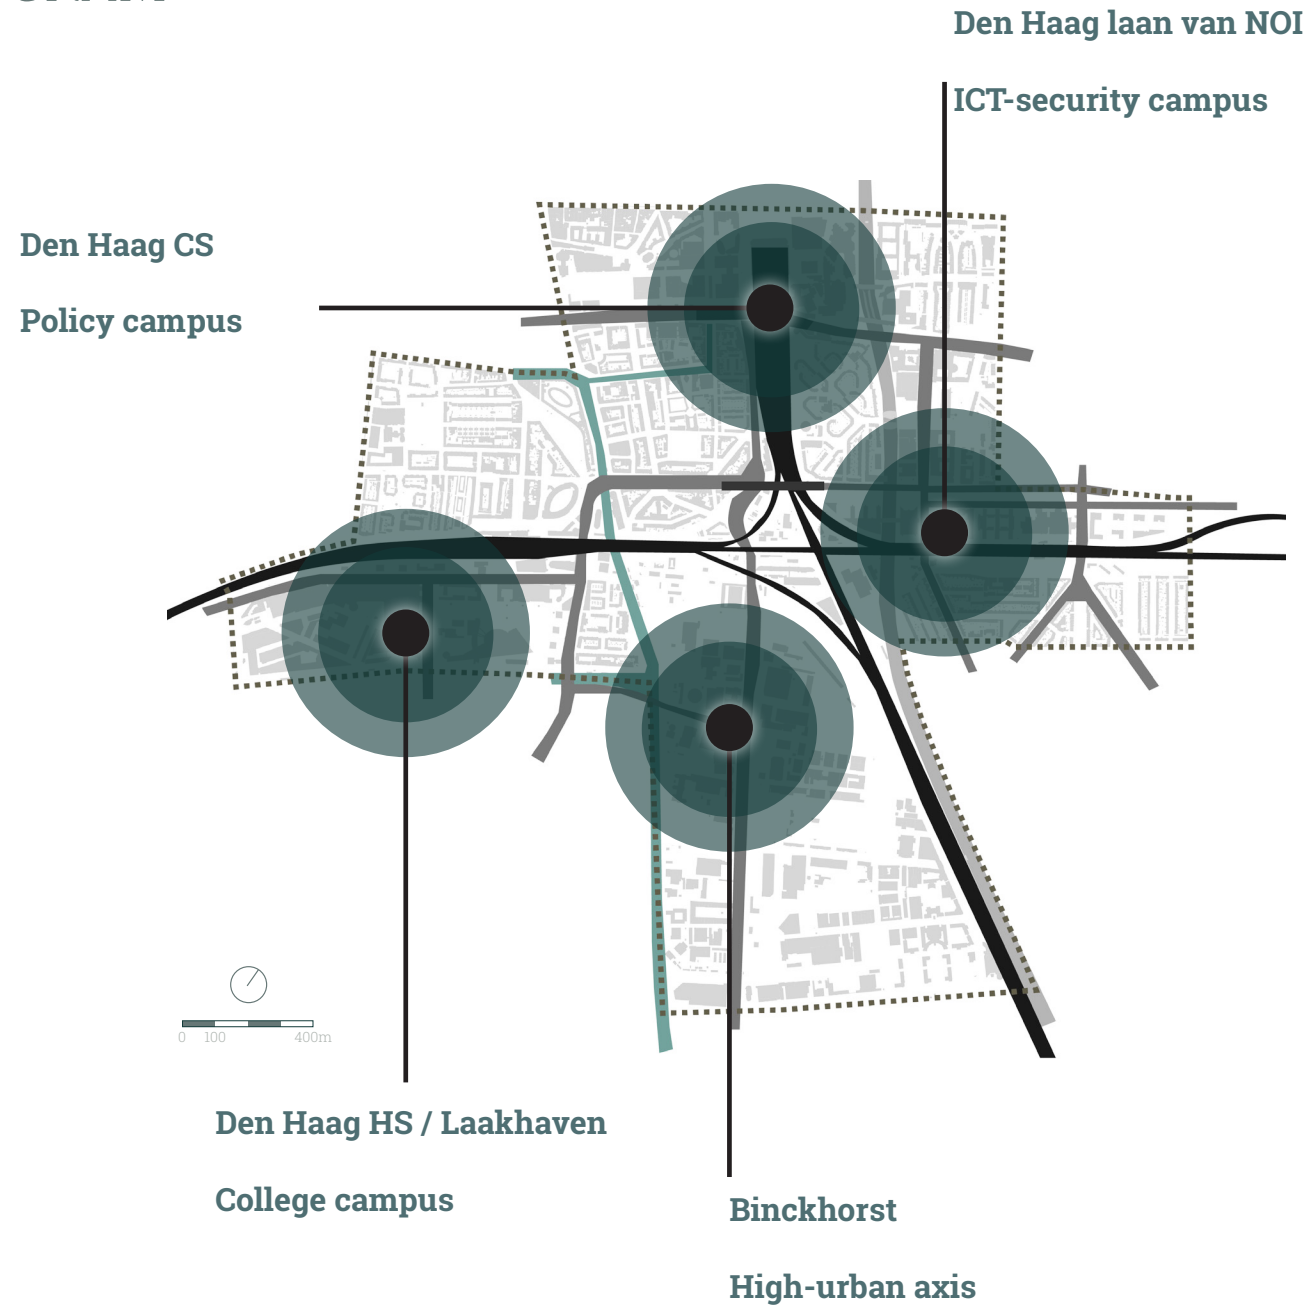 Den Haag laan van NOI
ICT-security campus
Den Haag CS
Policy campus
0 100 400m
Den Haag HS / Laakhaven
College campus
Binckhorst
High-urban axis